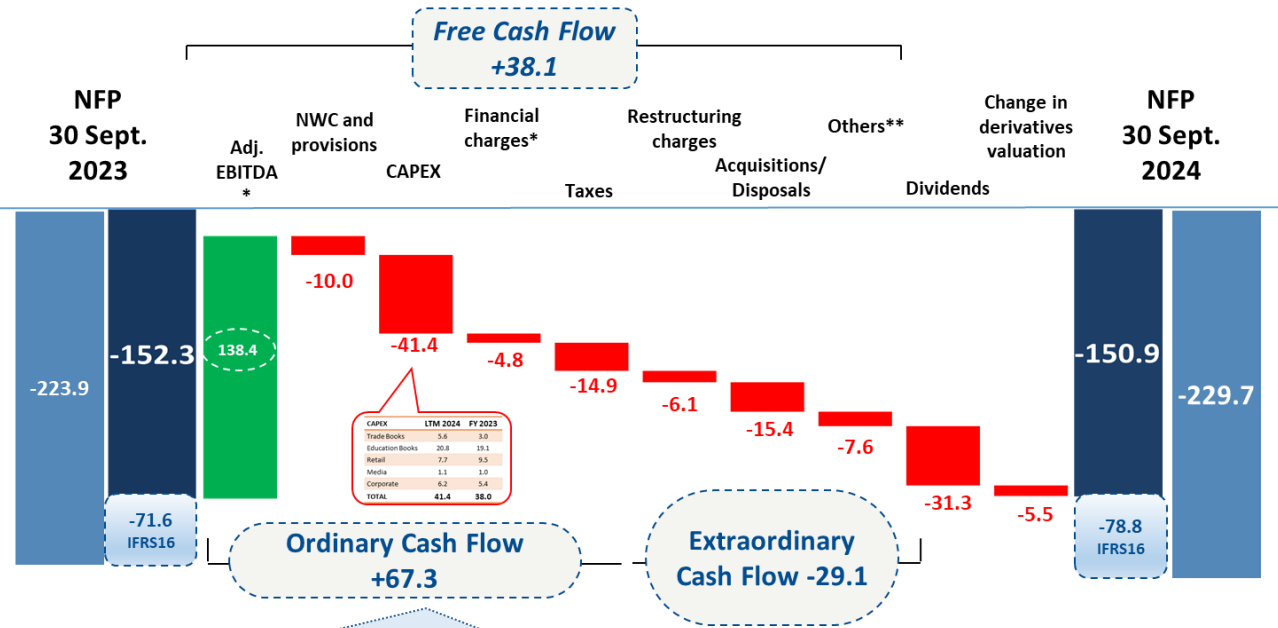 Free Cash Flow
+38.1
NFP
30 Sept.
2023
Adj.
EBITDA
*
NWC and
provisions
CAPEX
Financial
charges*
Taxes
Restructuring
charges
Acquisitions/
Disposals
Others**
Dividends
Change in
derivatives
valuation
NFP
30 Sept.
2024
-223.9
-152.3
138.4
-10.0
-41.4
-4.8
-14.9
-6.1
-15.4
-7.6
-31.3
-5.5
-150.9
-229.7
CAPEX LTM 2024 FY 2023
Trade Books 5.6 3.0
Education Books 20.8 19.1
Retail 7.7 9.5
Media 1.1 1.0
Corporate 6.2 5.4
TOTAL 41.4 38.0
-71.6
IFRS16
Ordinary Cash Flow
+67.3
Extraordinary
Cash Flow -29.1
-78.8
IFRS16